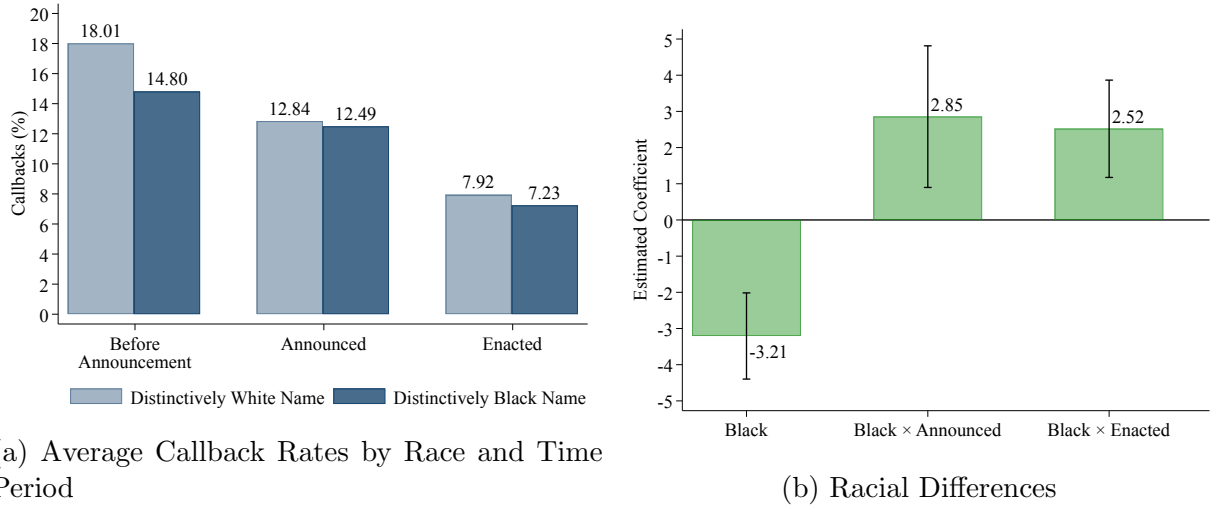 20
18
16
14
12
10
8
6
4
2
0
Callbacks (%)
18.01
14.80
12.84
12.49
7.92
7.23
Before
Announcement
Announced
Enacted
Distinctively White Name
Distinctively Black Name
a) Average Callback Rates by Race and Time
Period
5
4
3
2
1
0
-1
-2
-3
-4
-5
Estimated Coefficient
-3.21
2.85
2.52
Black
Black × Announced
Black × Enacted
(b) Racial Differences